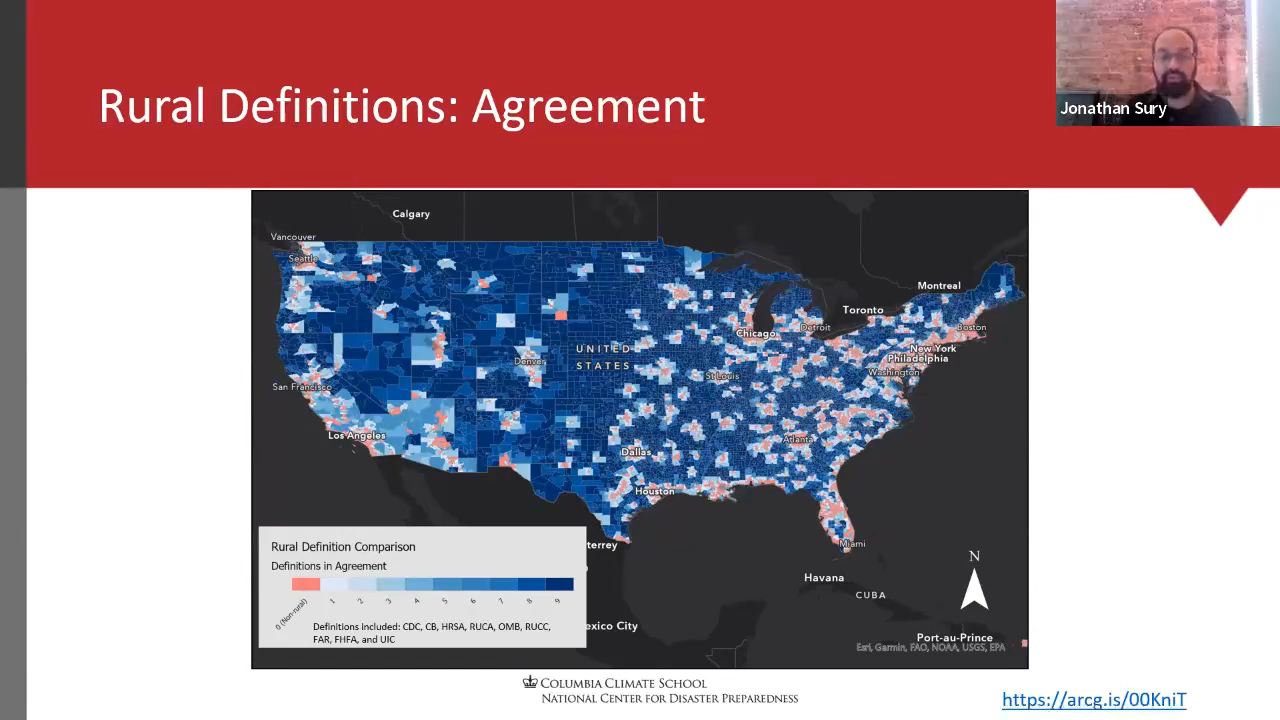 Rural Definitions: Agreement
Jonathan Sury
Calgary
Vancouver
Seattle
Montreal
Toronto
Boston
Chicago
Detroit
New York
UNITED
STATES
Denver
Philadelphia
Washington
St Louis
San Francisco
Los Angeles
Atlanta
Dallas
Houston
Miami
terrey
Havana
CUBA
N
exico City
Port-au-Prince
Esri, Garmin, FAO, NOAA, USGS, EPA
Rural Definition Comparison
Definitions in Agreement
0 (Non-rural) 1 2 3 4 5 6 7 8 9
Definitions Included: CDC, CB, HRSA, RUCA, OMB, RUCC,
FAR, FHFA, and UIC
COLUMBIA CLIMATE SCHOOL
NATIONAL CENTER FOR DISASTER PREPAREDNESS
https://arcg.is/00KniT